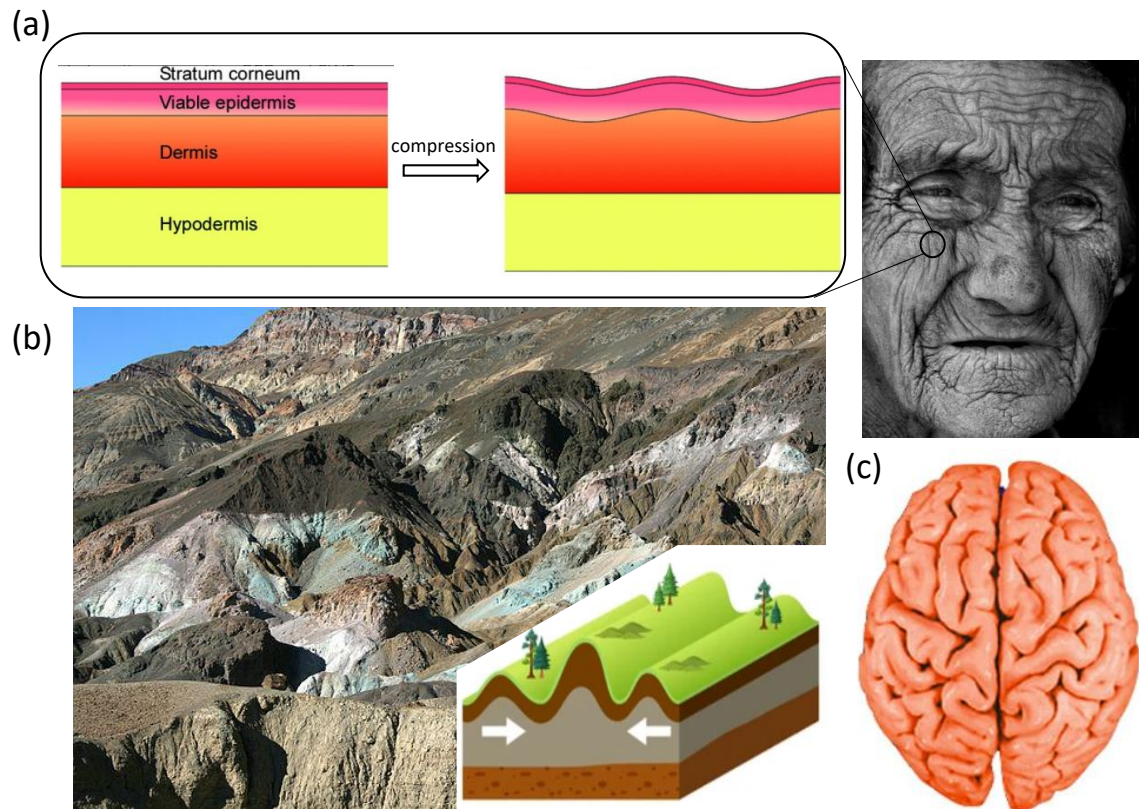 (a)
Stratum corneum
Viable epidermis
Dermis
Hypodermis
compression
(b)
(c)